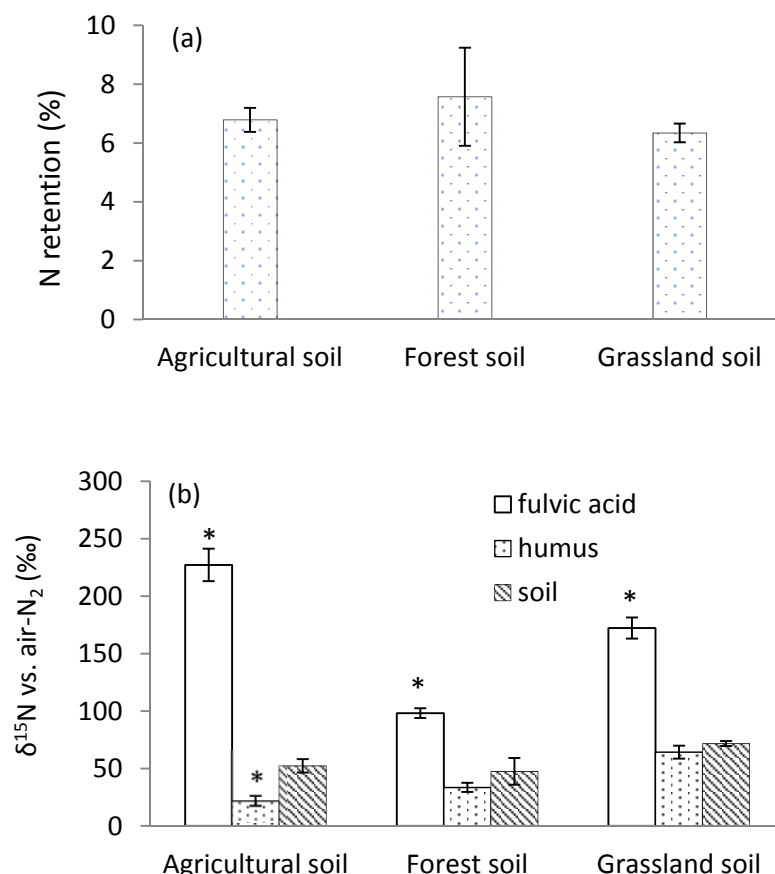 (a)
N retention (%)
10
8
6
4
2
0
Agricultural soil Forest soil Grassland soil
(b)
δ¹⁵N vs. air-N₂ (‰)
300
250
200
150
100
50
0
fulvic acid
humus
soil
*
*
*
*
Agricultural soil Forest soil Grassland soil